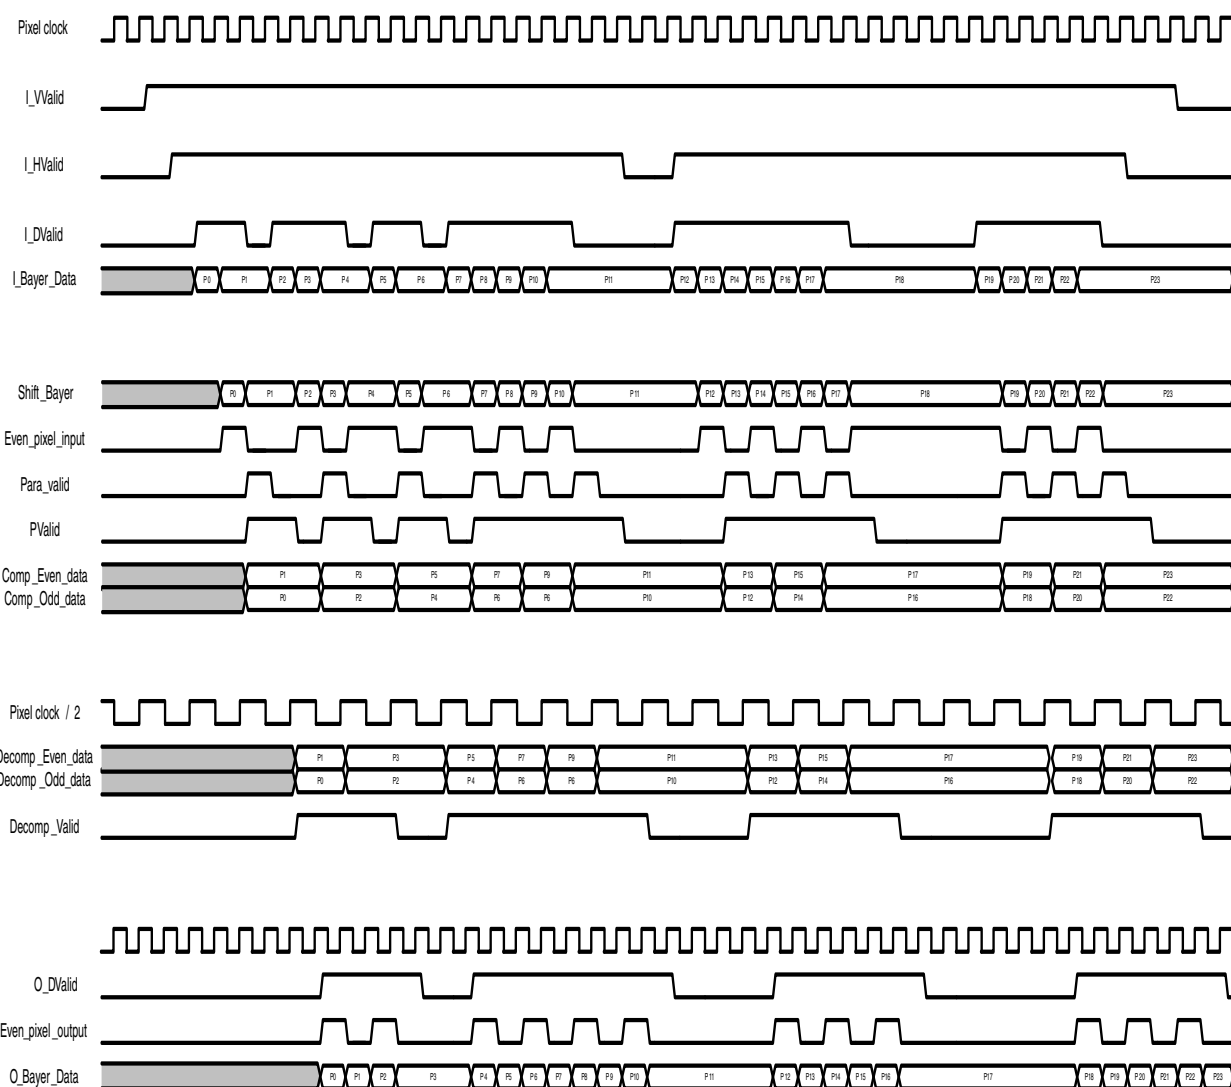 Pixel clock
I_VValid
I_HValid
I_DValid
I_Bayer_Data P0 P1 P2 P3 P4 P5 P6 P7 P8 P9 P10 P11 P12 P13 P14 P15 P16 P17 P18 P19 P20 P21 P22 P23
Shift_Bayer P0 P1 P2 P3 P4 P5 P6 P7 P8 P9 P10 P11 P12 P13 P14 P15 P16 P17 P18 P19 P20 P21 P22 P23
Even_pixel_input
Para_valid
PValid
Comp_Even_data P1 P3 P5 P7 P9 P11 P13 P15 P17 P19 P21 P23
Comp_Odd_data P0 P2 P4 P6 P6 P10 P12 P14 P16 P18 P20 P22
Pixel clock / 2
Decomp_Even_data P1 P3 P5 P7 P9 P11 P13 P15 P17 P19 P21 P23
Decomp_Odd_data P0 P2 P4 P6 P6 P10 P12 P14 P16 P18 P20 P22
Decomp_Valid
O_DValid
Even_pixel_output
O_Bayer_Data P0 P1 P2 P3 P4 P5 P6 P7 P8 P9 P10 P11 P12 P13 P14 P15 P16 P17 P18 P19 P20 P21 P22 P23